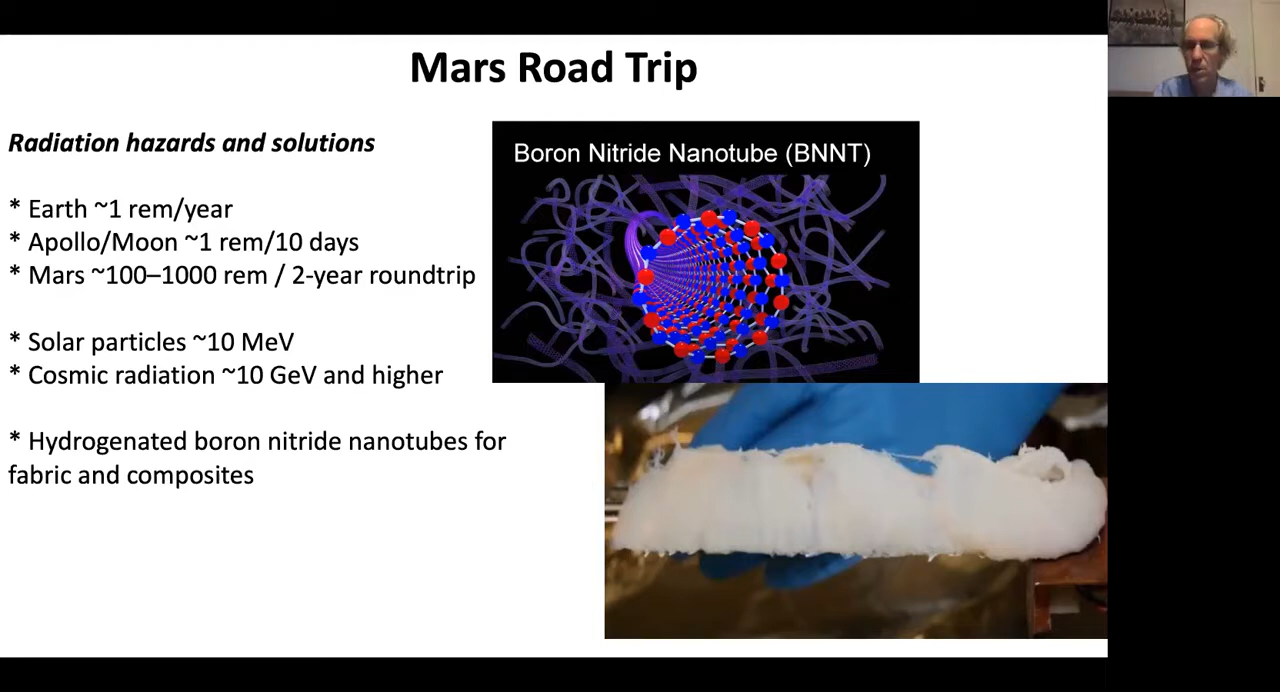 Mars Road Trip
Radiation hazards and solutions
* Earth ~1 rem/year
* Apollo/Moon ~1 rem/10 days
* Mars ~100–1000 rem / 2-year roundtrip
* Solar particles ~10 MeV
* Cosmic radiation ~10 GeV and higher
* Hydrogenated boron nitride nanotubes for
fabric and composites
Boron Nitride Nanotube (BNNT)